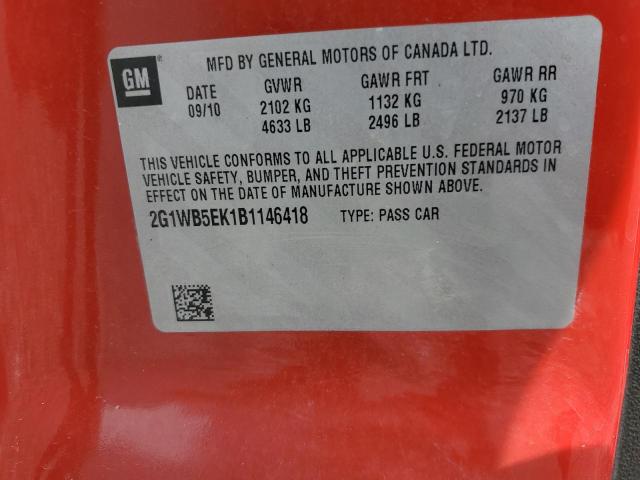 MFD BY GENERAL MOTORS OF CANADA LTD.
GM
DATE GVWR GAWR FRT GAWR RR
09/10 2102 KG 1132 KG 970 KG
4633 LB 2496 LB 2137 LB
THIS VEHICLE CONFORMS TO ALL APPLICABLE U.S. FEDERAL MOTOR
VEHICLE SAFETY, BUMPER, AND THEFT PREVENTION STANDARDS IN
EFFECT ON THE DATE OF MANUFACTURE SHOWN ABOVE.
2G1WB5EK1B1146418 TYPE: PASS CAR